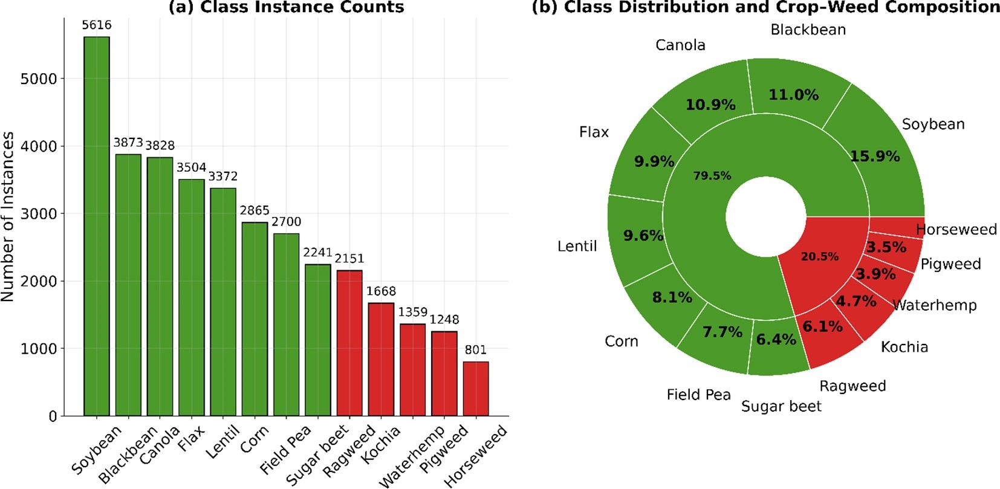 (a) Class Instance Counts
Number of Instances
5000
4000
3000
2000
1000
0
5616
3873
3828
3504
3372
2865
2700
2241
2151
1668
1359
1248
801
Soybean
Blackbean
Canola
Flax
Lentil
Corn
Field Pea
Sugar beet
Ragweed
Kochia
Waterhemp
Pigweed
Horseweed
(b) Class Distribution and Crop–Weed Composition
Blackbean
Canola
11.0%
10.9%
Soybean
Flax
15.9%
9.9%
79.5%
Horseweed
9.6%
Lentil
3.5%
20.5%
Pigweed
3.9%
8.1%
4.7%
Waterhemp
6.1%
7.7%
6.4%
Corn
Kochia
Ragweed
Field Pea
Sugar beet